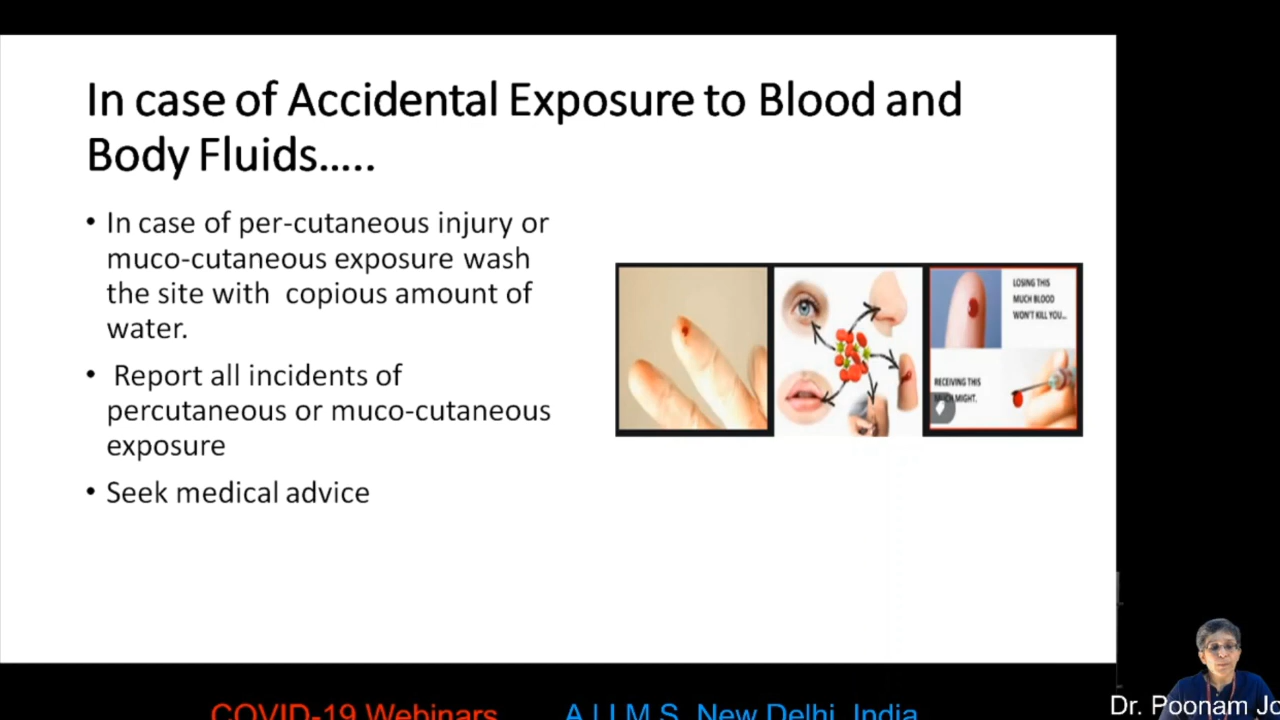 In case of Accidental Exposure to Blood and
Body Fluids.....
• In case of per-cutaneous injury or
muco-cutaneous exposure wash
the site with copious amount of
water.
• Report all incidents of
percutaneous or muco-cutaneous
exposure
• Seek medical advice
LOSING THIS
MUCH BLOOD
WON'T KILL YOU...
RECEIVING THIS
MUCH MIGHT.
COVID-19 Webinars A.I.I.M.S. New Delhi, India
Dr. Poonam Jo